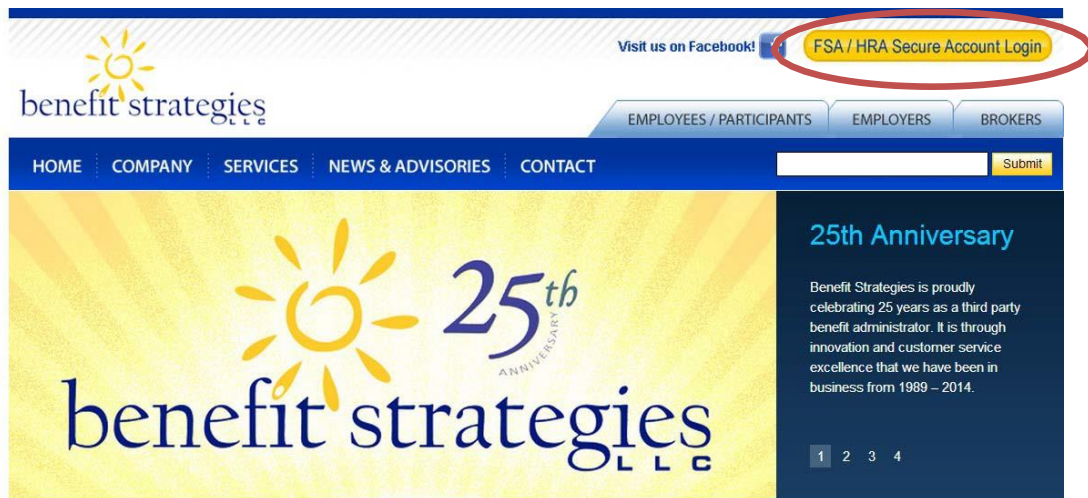 Visit us on Facebook!
FSA / HRA Secure Account Login
benefit strategies
LLC
EMPLOYEES / PARTICIPANTS
EMPLOYERS
BROKERS
HOME
COMPANY
SERVICES
NEWS & ADVISORIES
CONTACT
Submit
25th
ANNIVERSARY
benefit strategies
LLC
25th Anniversary
Benefit Strategies is proudly
celebrating 25 years as a third party
benefit administrator. It is through
innovation and customer service
excellence that we have been in
business from 1989 – 2014.
1 2 3 4